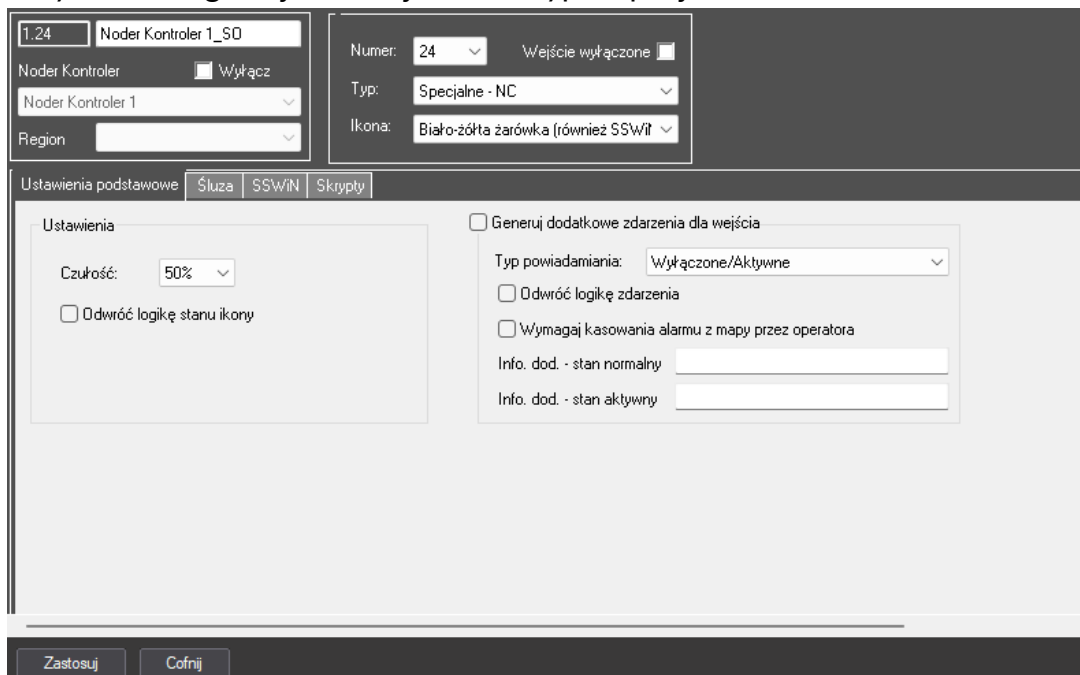 1.24 Noder Kontroler 1_SO
Noder Kontroler Wyłącz
Noder Kontroler 1
Region
Numer: 24 Wejście wyłączone
Typ: Specjalne - NC
Ikona: Biało-żółta żarówka (również SSWiN
Ustawienia podstawowe Śluza SSWiN Skrypty
Ustawienia
Czułość: 50%
Odwróć logikę stanu ikony
Generuj dodatkowe zdarzenia dla wejścia
Typ powiadamiania: Wyłączone/Aktywne
Odwróć logikę zdarzenia
Wymagaj kasowania alarmu z mapy przez operatora
Info. dod. - stan normalny
Info. dod. - stan aktywny
Zastosuj Cofnij